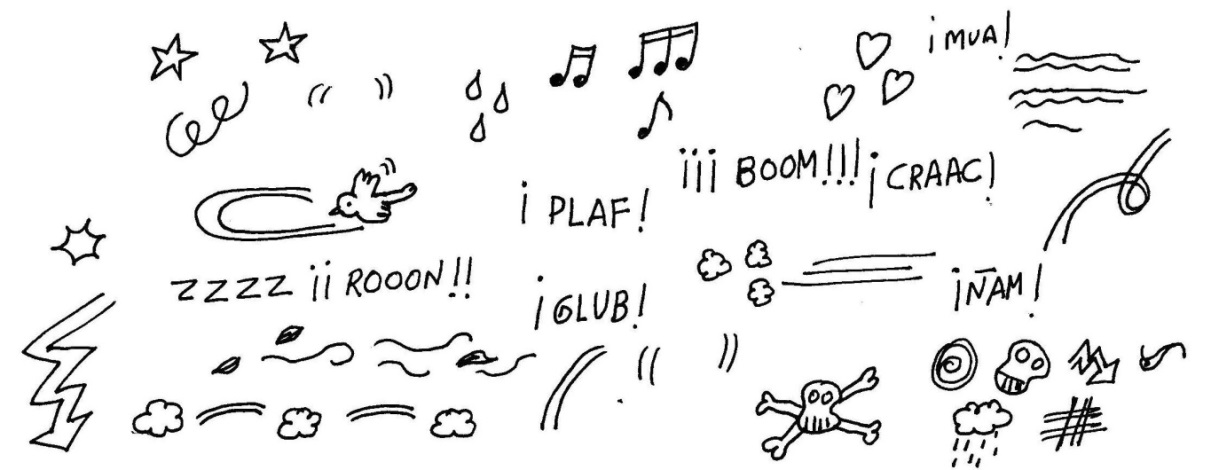 ¡MUA!
¡¡¡ BOOM!!!
¡CRAAC!
¡ PLAF!
ZZZZ ¡¡ ROOON!!
¡GLUB!
¡ÑAM!